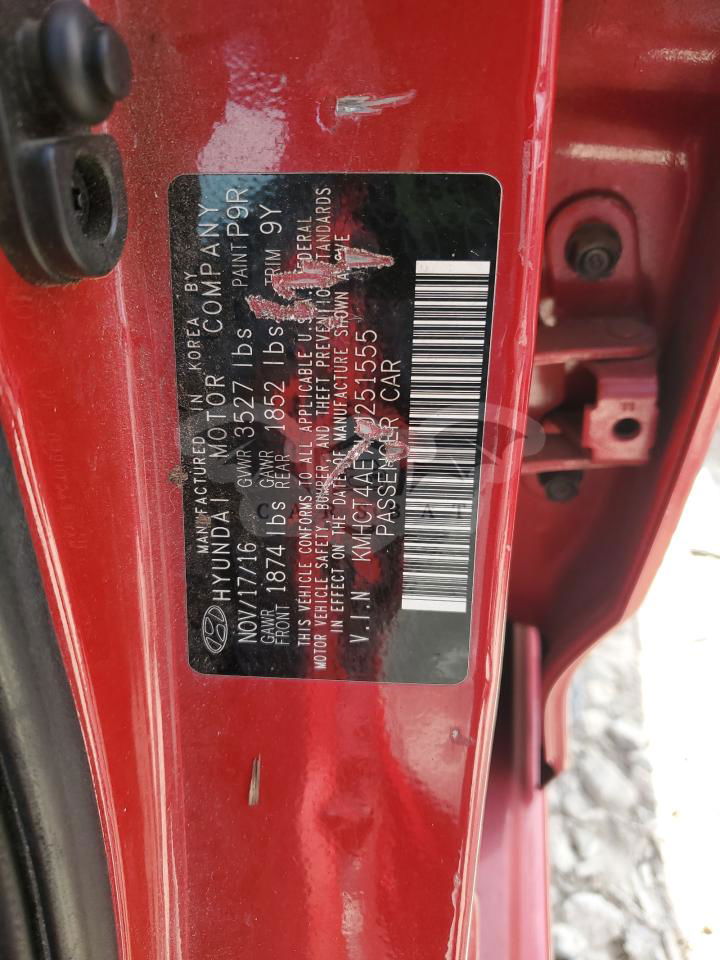 MANUFACTURED IN KOREA BY
HYUNDAI MOTOR COMPANY
NOV/17/16 GVWR 3527 lbs PAINT P9R
GAWR FRONT 1874 lbs GAWR REAR 1852 lbs TRIM 9Y
THIS VEHICLE CONFORMS TO ALL APPLICABLE U.S. FEDERAL
MOTOR VEHICLE SAFETY, BUMPER, AND THEFT PREVENTION STANDARDS
IN EFFECT ON THE DATE OF MANUFACTURE SHOWN ABOVE
V.I.N KMHCT4AE 251555
PASSENGER CAR